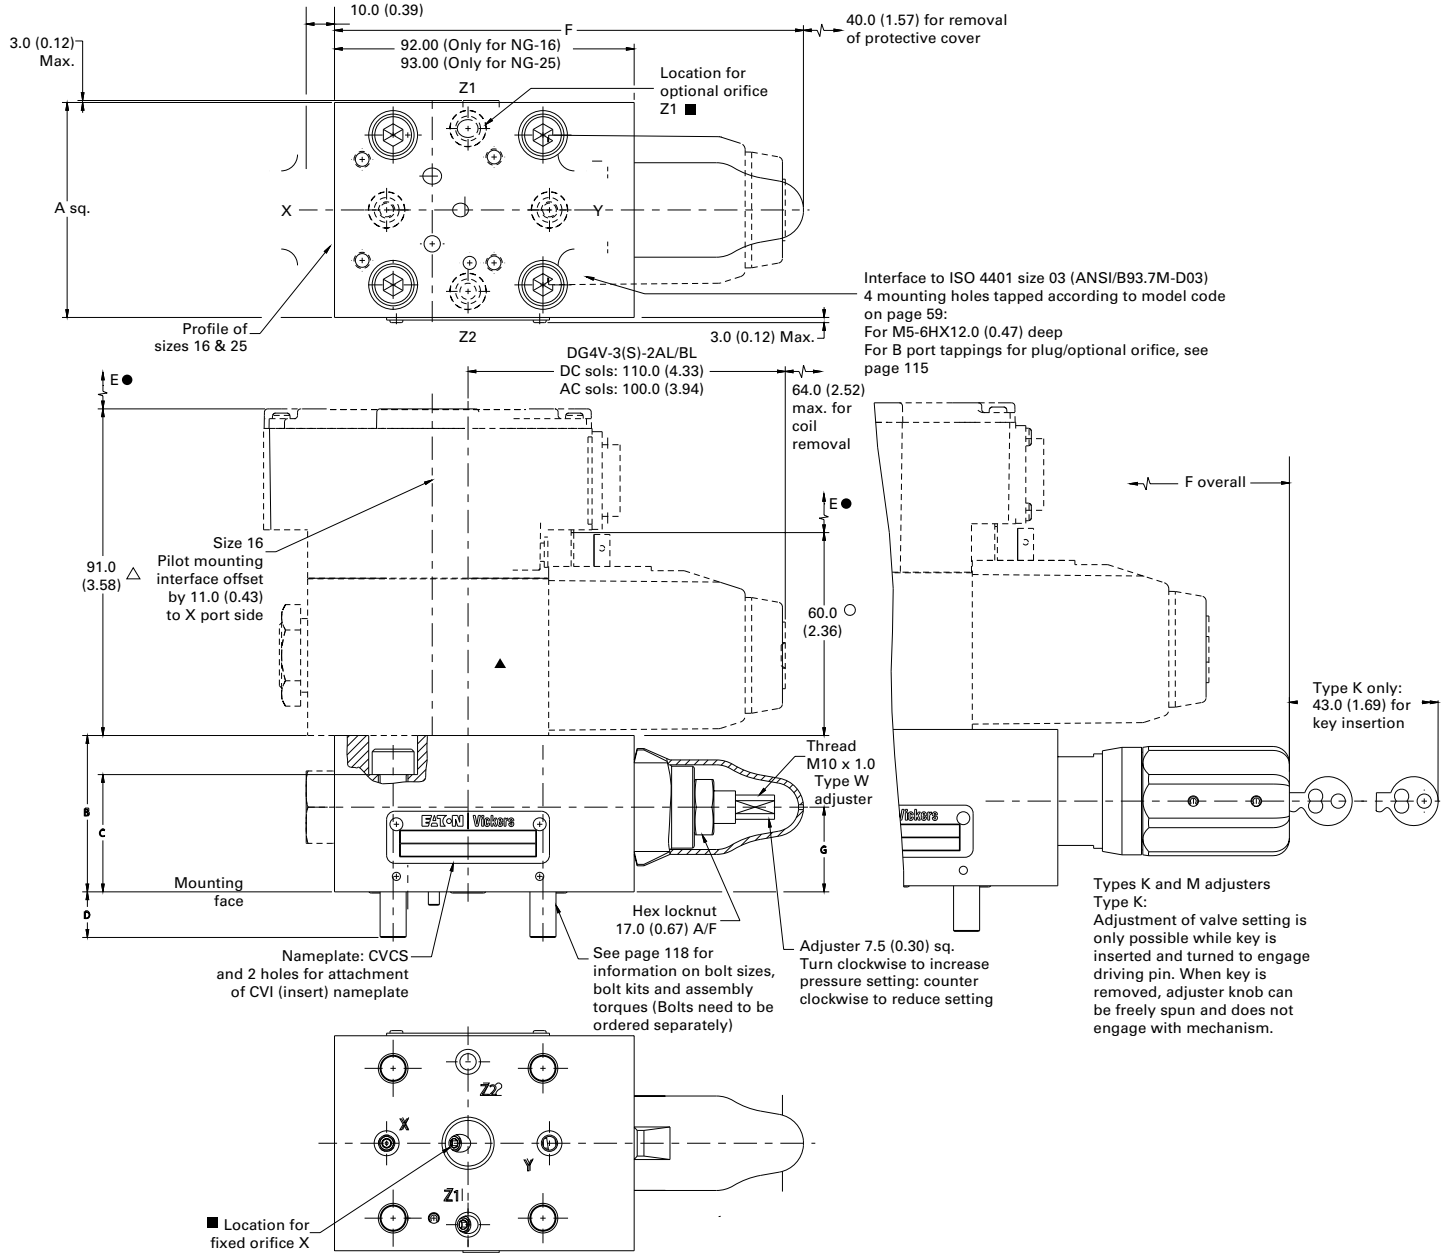 10.0 (0.39)
F
40.0 (1.57) for removal
of protective cover
3.0 (0.12)
Max.
92.00 (Only for NG-16)
93.00 (Only for NG-25)
Z1
Location for
optional orifice
Z1 ■
A sq.
X
Y
Interface to ISO 4401 size 03 (ANSI/B93.7M-D03)
4 mounting holes tapped according to model code
on page 59:
For M5-6HX12.0 (0.47) deep
For B port tappings for plug/optional orifice, see
page 115
Profile of
sizes 16 & 25
Z2
3.0 (0.12) Max.
DG4V-3(S)-2AL/BL
DC sols: 110.0 (4.33)
AC sols: 100.0 (3.94)
E ●
64.0 (2.52)
max. for
coil
removal
F overall
E ●
Size 16
Pilot mounting
interface offset
by 11.0 (0.43)
to X port side
91.0
(3.58) △
60.0 ○
(2.36)
▲
Type K only:
43.0 (1.69) for
key insertion
Thread
M10 x 1.0
Type W
adjuster
B
C
G
D
EATON Vickers
Vickers
Mounting
face
Hex locknut
17.0 (0.67) A/F
Nameplate: CVCS
and 2 holes for attachment
of CVI (insert) nameplate
See page 118 for
information on bolt sizes,
bolt kits and assembly
torques (Bolts need to be
ordered separately)
Adjuster 7.5 (0.30) sq.
Turn clockwise to increase
pressure setting: counter
clockwise to reduce setting
Types K and M adjusters
Type K:
Adjustment of valve setting is
only possible while key is
inserted and turned to engage
driving pin. When key is
removed, adjuster knob can
be freely spun and does not
engage with mechanism.
Z2
X
Y
Z1
■ Location for
fixed orifice X